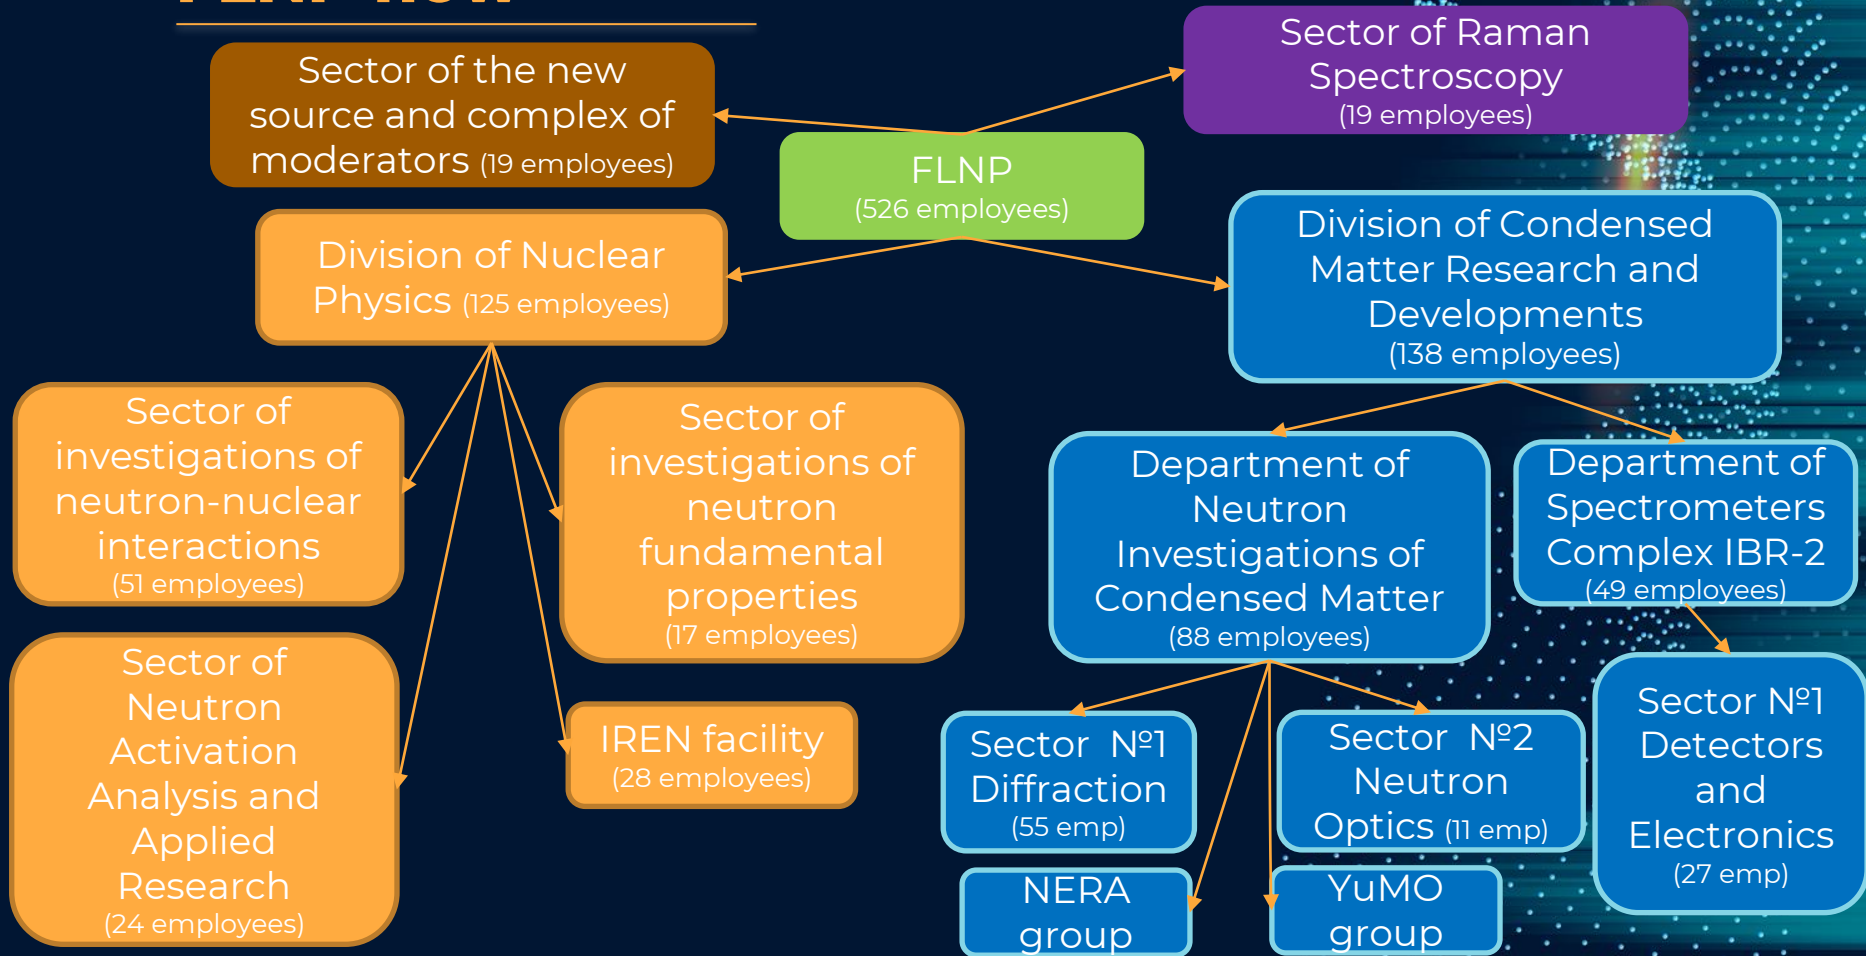 Sector of the new
source and complex of
moderators (19 employees)
Sector of Raman
Spectroscopy
(19 employees)
FLNP
(526 employees)
Division of Nuclear
Physics (125 employees)
Division of Condensed
Matter Research and
Developments
(138 employees)
Sector of
investigations of
neutron-nuclear
interactions
(51 employees)
Sector of
investigations of
neutron
fundamental
properties
(17 employees)
Department of
Neutron
Investigations of
Condensed Matter
(88 employees)
Department of
Spectrometers
Complex IBR-2
(49 employees)
Sector of
Neutron
Activation
Analysis and
Applied
Research
(24 employees)
IREN facility
(28 employees)
Sector №1
Diffraction
(55 emp)
Sector №2
Neutron
Optics (11 emp)
Sector №1
Detectors
and
Electronics
(27 emp)
NERA
group
YuMO
group